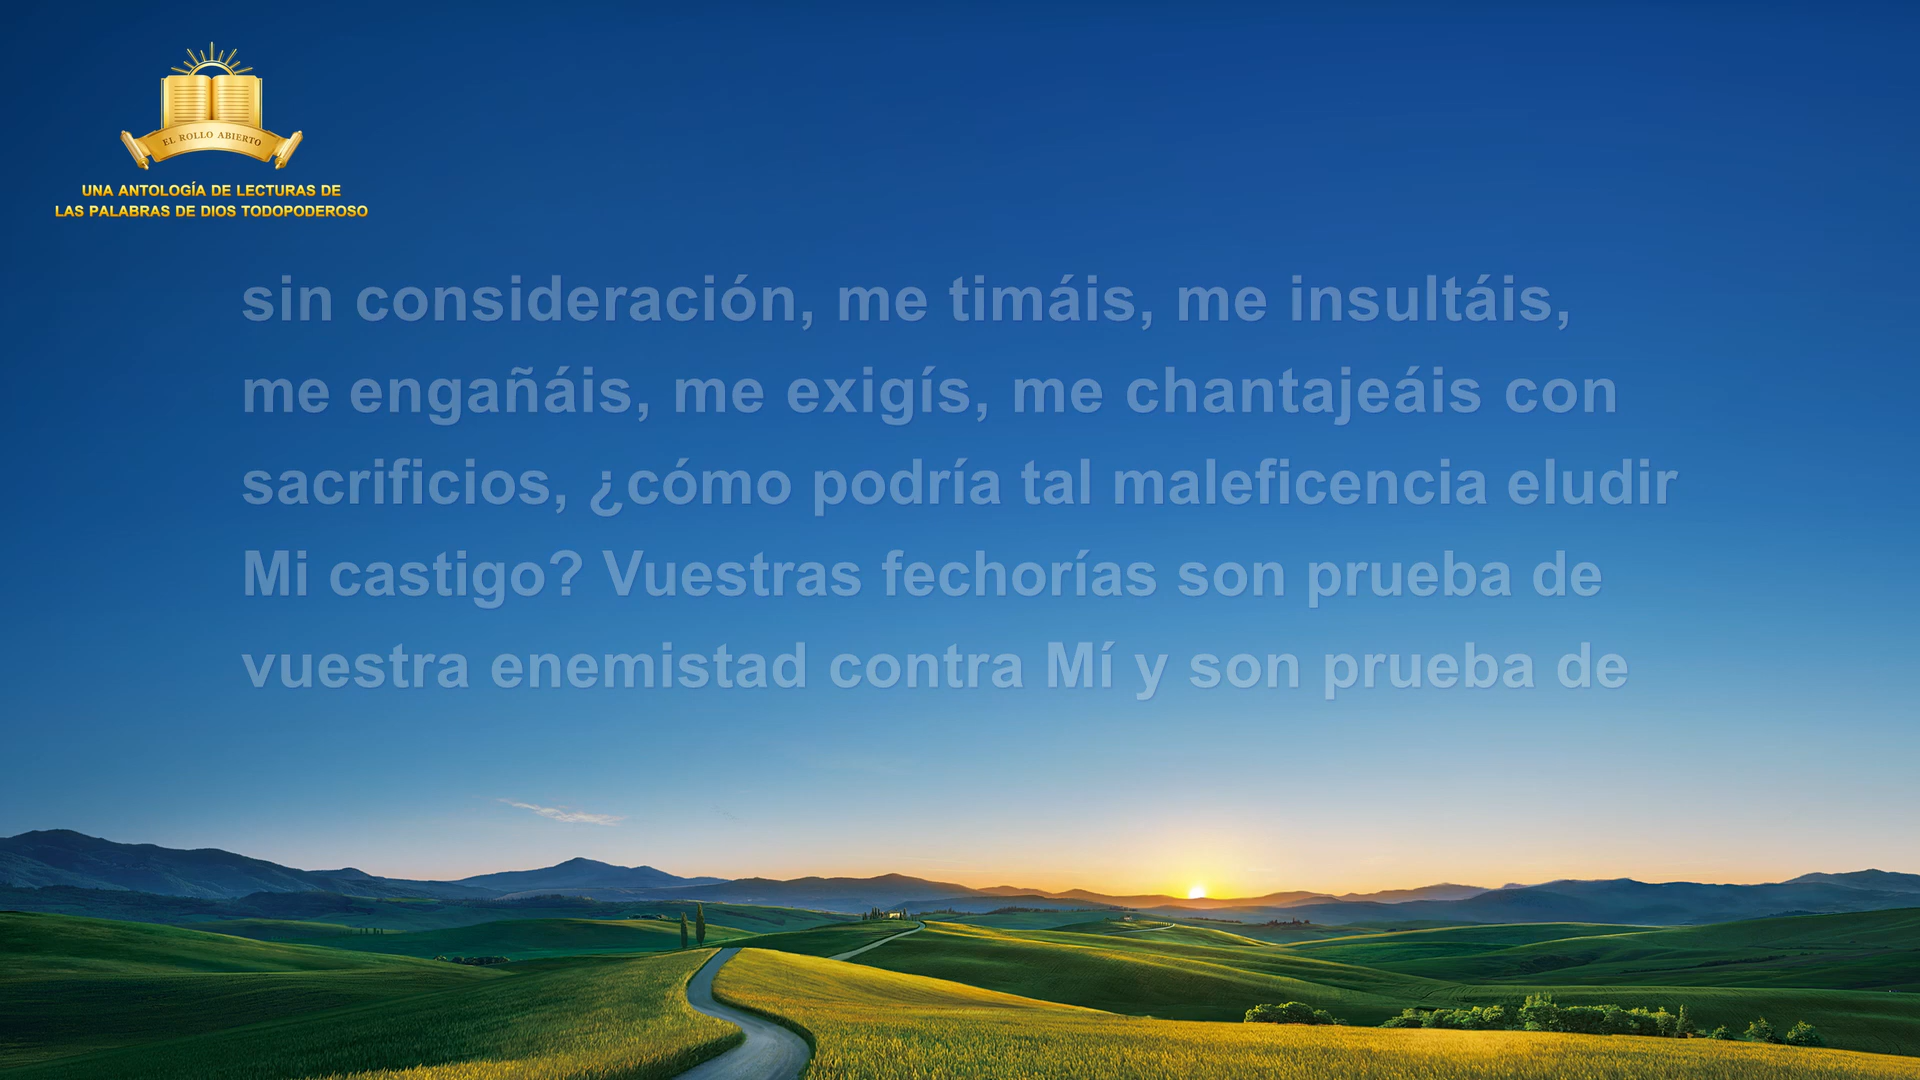 EL ROLLO ABIERTO
UNA ANTOLOGÍA DE LECTURAS DE
LAS PALABRAS DE DIOS TODOPODEROSO
sin consideración, me timáis, me insultáis,
me engañáis, me exigís, me chantajeáis con
sacrificios, ¿cómo podría tal maleficencia eludir
Mi castigo? Vuestras fechorías son prueba de
vuestra enemistad contra Mí y son prueba de